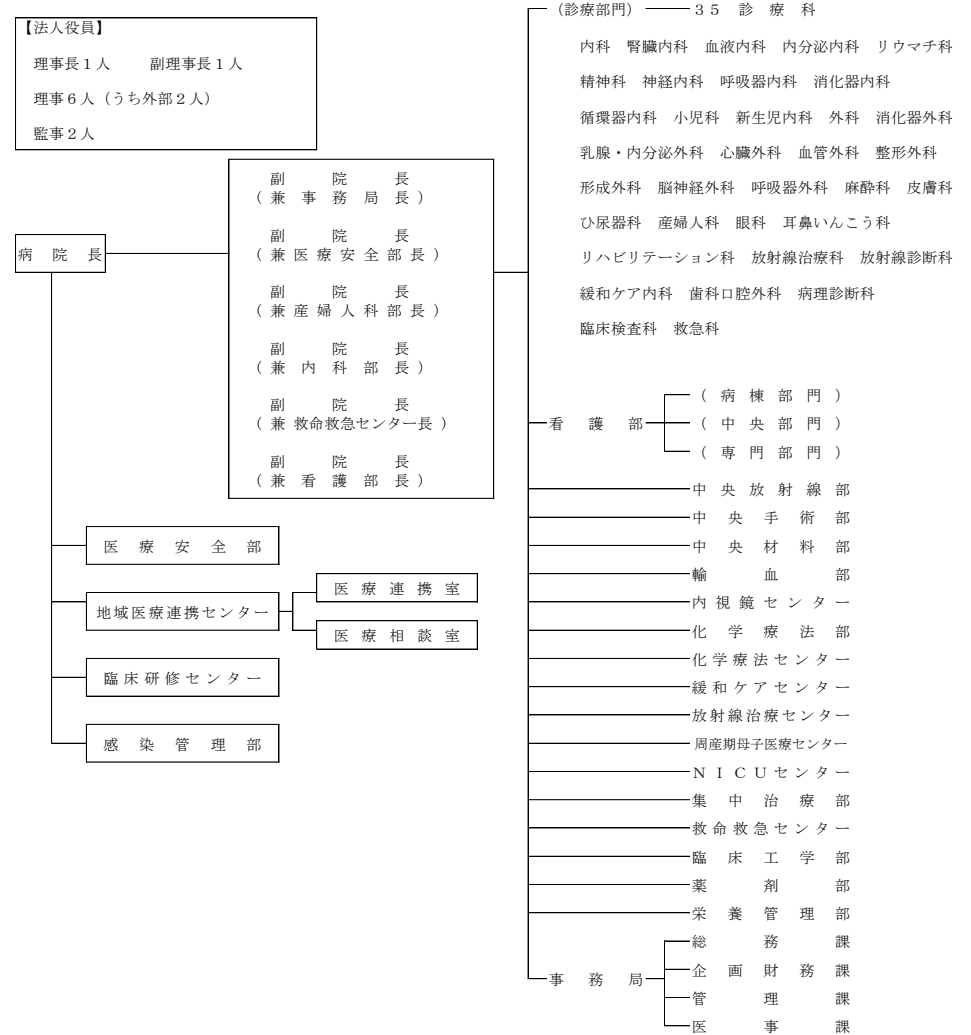 【法人役員】
理事長1人　副理事長1人
理事6人（うち外部2人）
監事2人
病院長
副院長
（兼事務局長）
副院長
（兼医療安全部長）
副院長
（兼産婦人科部長）
副院長
（兼内科部長）
副院長
（兼救命救急センター長）
副院長
（兼看護部長）
医療安全部
地域医療連携センター
医療連携室
医療相談室
臨床研修センター
感染管理部
（診療部門）　35診療科
内科　腎臓内科　血液内科　内分泌内科　リウマチ科
精神科　神経内科　呼吸器内科　消化器内科
循環器内科　小児科　新生児内科　外科　消化器外科
乳腺・内分泌外科　心臓外科　血管外科　整形外科
形成外科　脳神経外科　呼吸器外科　麻酔科　皮膚科
ひ尿器科　産婦人科　眼科　耳鼻いんこう科
リハビリテーション科　放射線治療科　放射線診断科
緩和ケア内科　歯科口腔外科　病理診断科
臨床検査科　救急科
看護部
（病棟部門）
（中央部門）
（専門部門）
中央放射線部
中央手術部
中央材料部
輸血部
内視鏡センター
化学療法部
化学療法センター
緩和ケアセンター
放射線治療センター
周産期母子医療センター
NICUセンター
集中治療部
救命救急センター
臨床工学部
薬剤部
栄養管理部
事務局
総務課
企画財務課
管理課
医事課